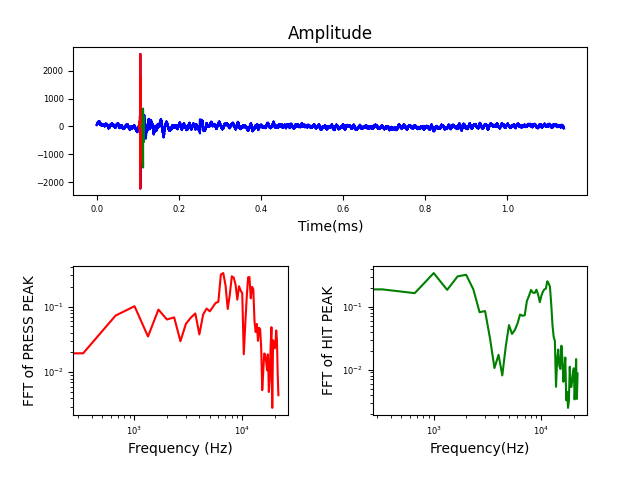 Amplitude
2000
1000
0
−1000
−2000
0.0 0.2 0.4 0.6 0.8 1.0
Time(ms)
FFT of PRESS PEAK
10⁻¹
10⁻²
10³ 10⁴
Frequency (Hz)
FFT of HIT PEAK
10⁻¹
10⁻²
10³ 10⁴
Frequency(Hz)